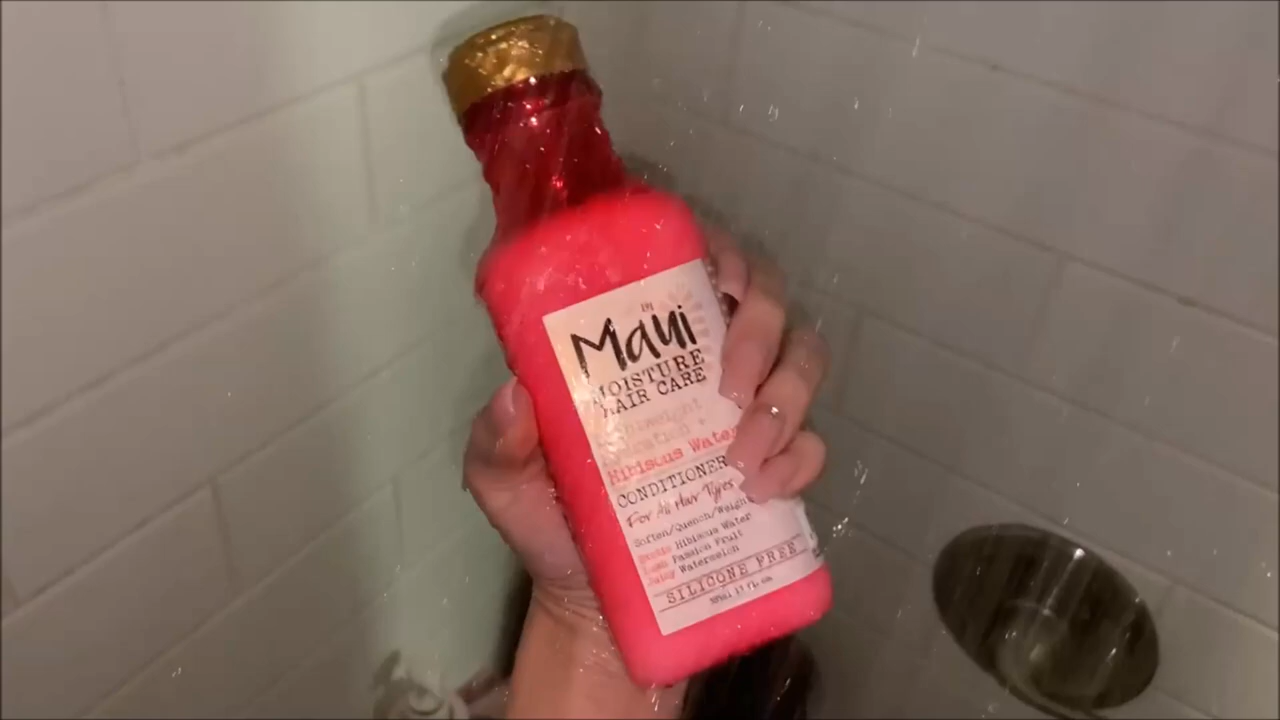 Maui
MOISTURE
HAIR CARE
Hibiscus Water
CONDITIONER
For All Hair Types
Soften/Quench/Weight
Hibiscus Water
Passion Fruit
Juicy Watermelon
SILICONE FREE